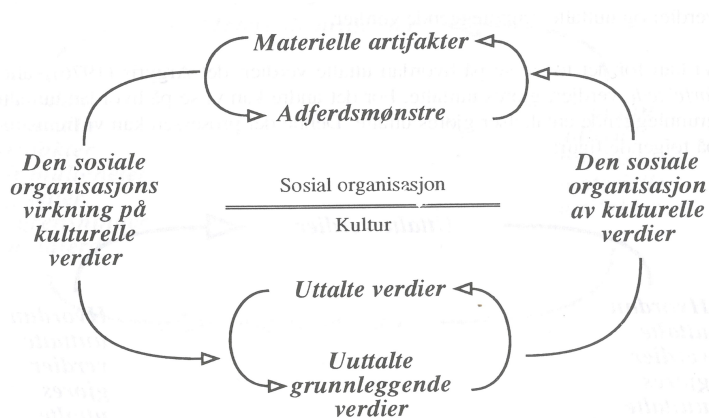 Materielle artifakter
Adferdsmønstre
Den sosiale
organisasjons
virkning på
kulturelle
verdier
Sosial organisasjon
Kultur
Den sosiale
organisasjon
av kulturelle
verdier
Uttalte verdier
Uuttalte
grunnleggende
verdier